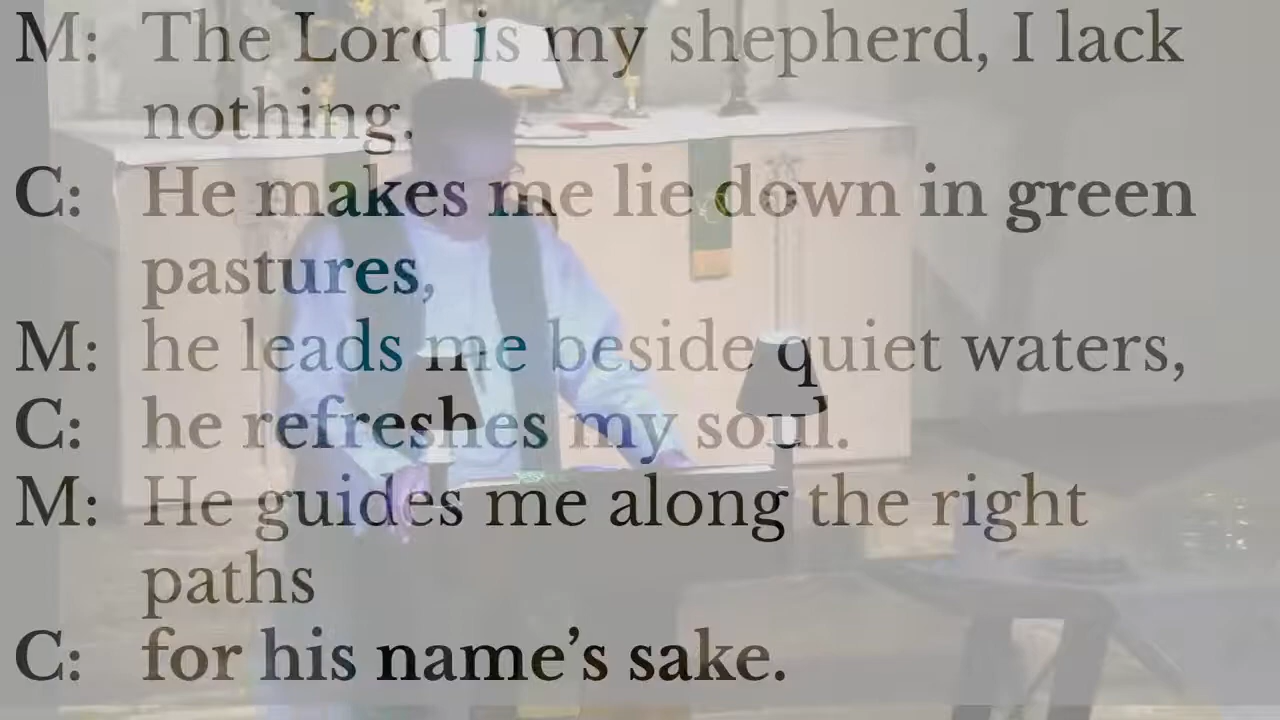 M: The Lord is my shepherd, I lack
nothing.
C: He makes me lie down in green
pastures,
M: he leads me beside quiet waters,
C: he refreshes my soul.
M: He guides me along the right
paths
C: for his name’s sake.